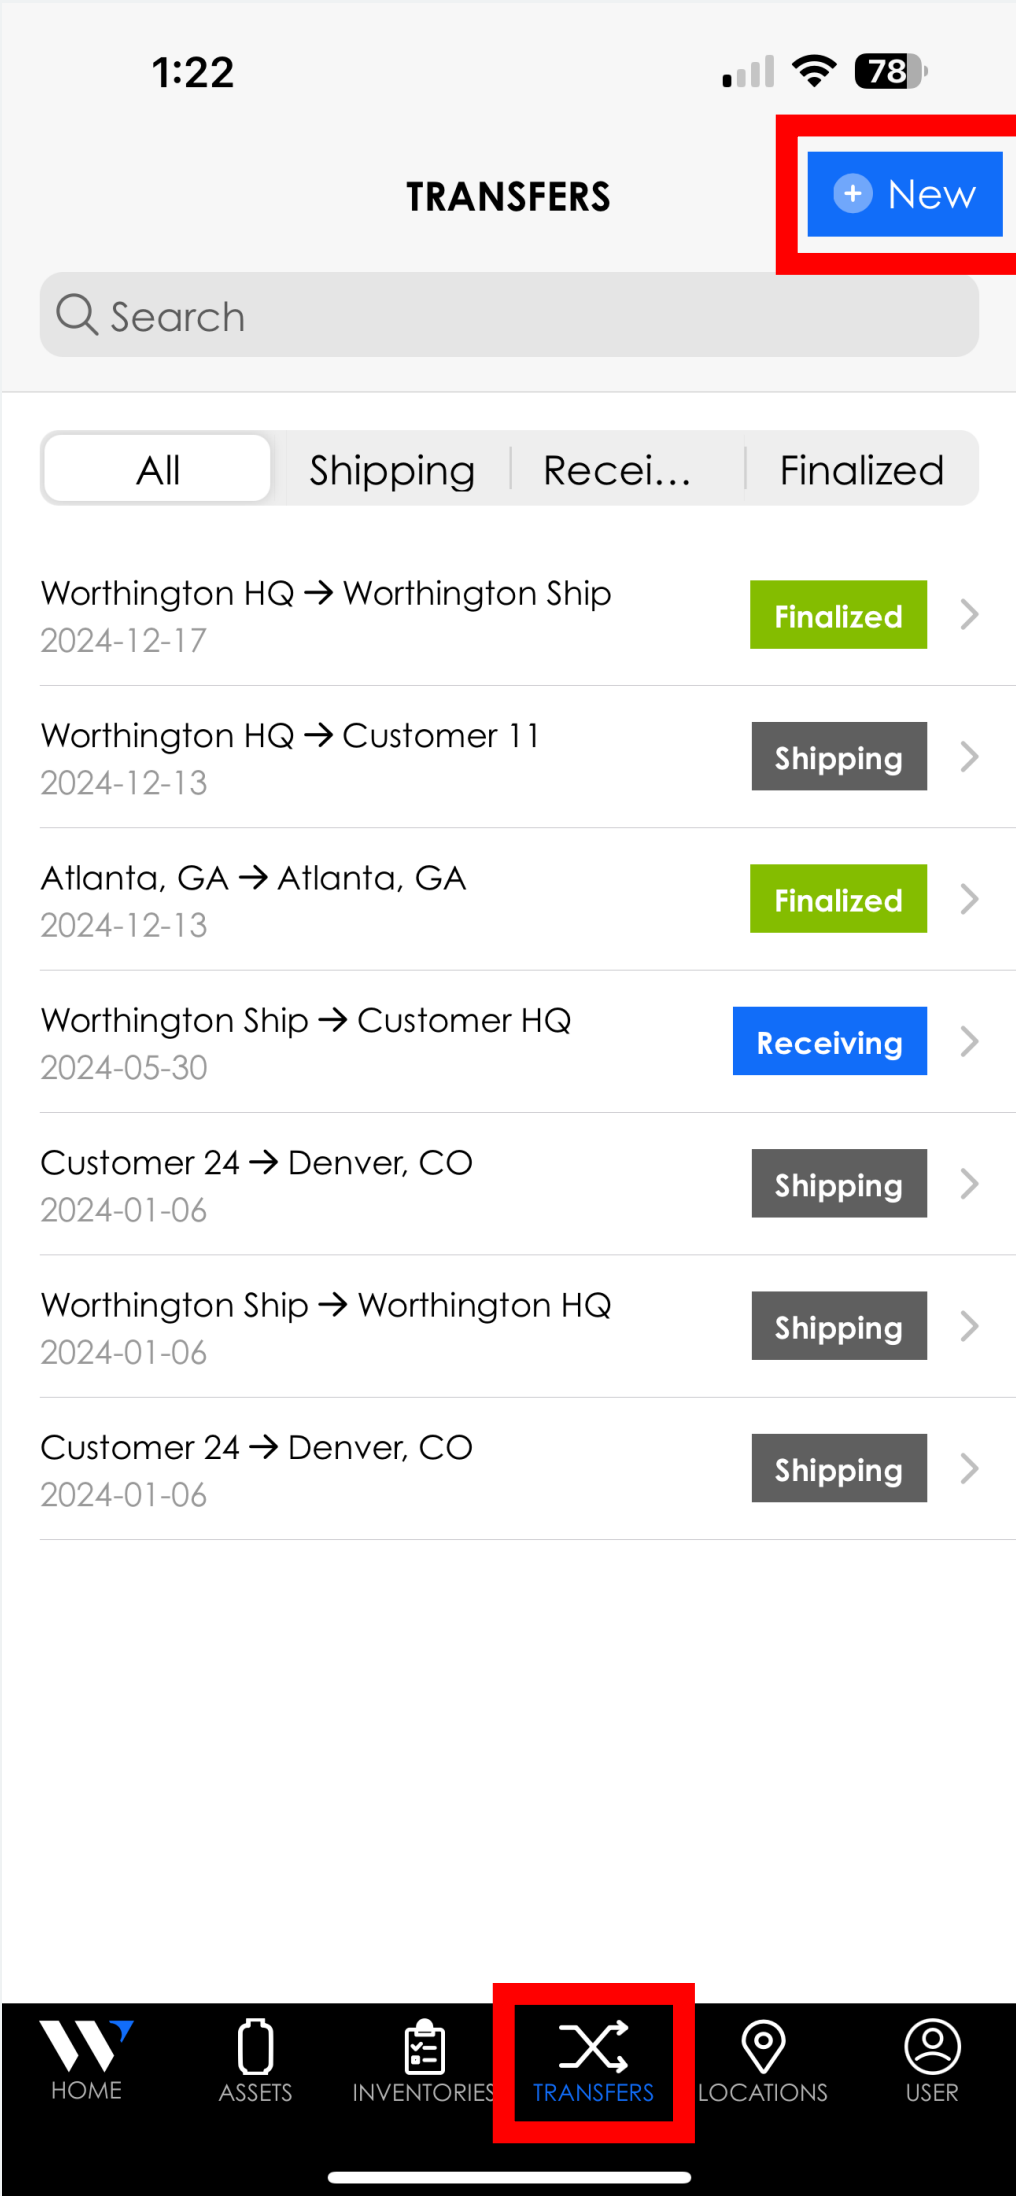 1:22
78
TRANSFERS
+ New
Search
All Shipping Recei... Finalized
Worthington HQ → Worthington Ship
2024-12-17
Finalized
Worthington HQ → Customer 11
2024-12-13
Shipping
Atlanta, GA → Atlanta, GA
2024-12-13
Finalized
Worthington Ship → Customer HQ
2024-05-30
Receiving
Customer 24 → Denver, CO
2024-01-06
Shipping
Worthington Ship → Worthington HQ
2024-01-06
Shipping
Customer 24 → Denver, CO
2024-01-06
Shipping
HOME ASSETS INVENTORIES TRANSFERS LOCATIONS USER